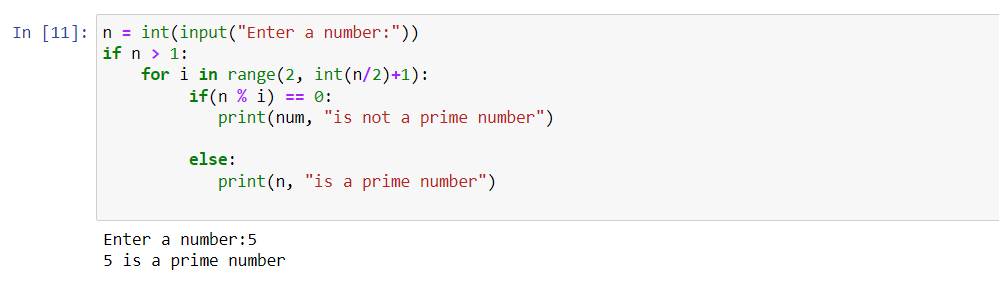 In [11]: n = int(input("Enter a number:"))
if n > 1:
    for i in range(2, int(n/2)+1):
         if(n % i) == 0:
            print(num, "is not a prime number")
         else:
            print(n, "is a prime number")
Enter a number:5
5 is a prime number